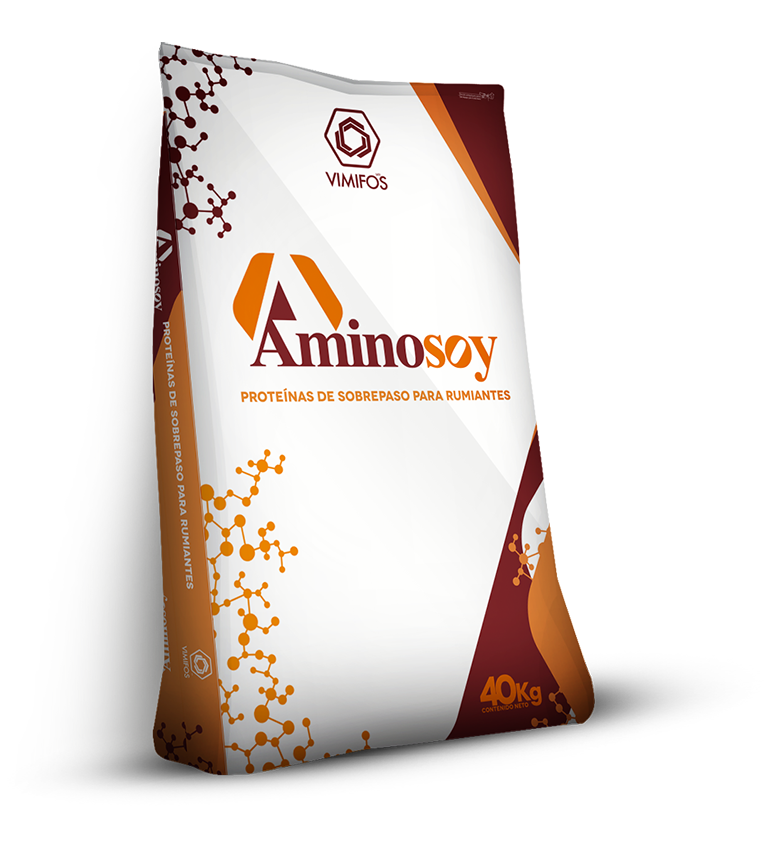 VIMIFOS
Aminosoy
PROTEÍNAS DE SOBREPASO PARA RUMIANTES
40Kg
CONTENIDO NETO
Aminosoy
PROTEÍNAS DE SOBREPASO PARA RUMIANTES
VIMIFOS